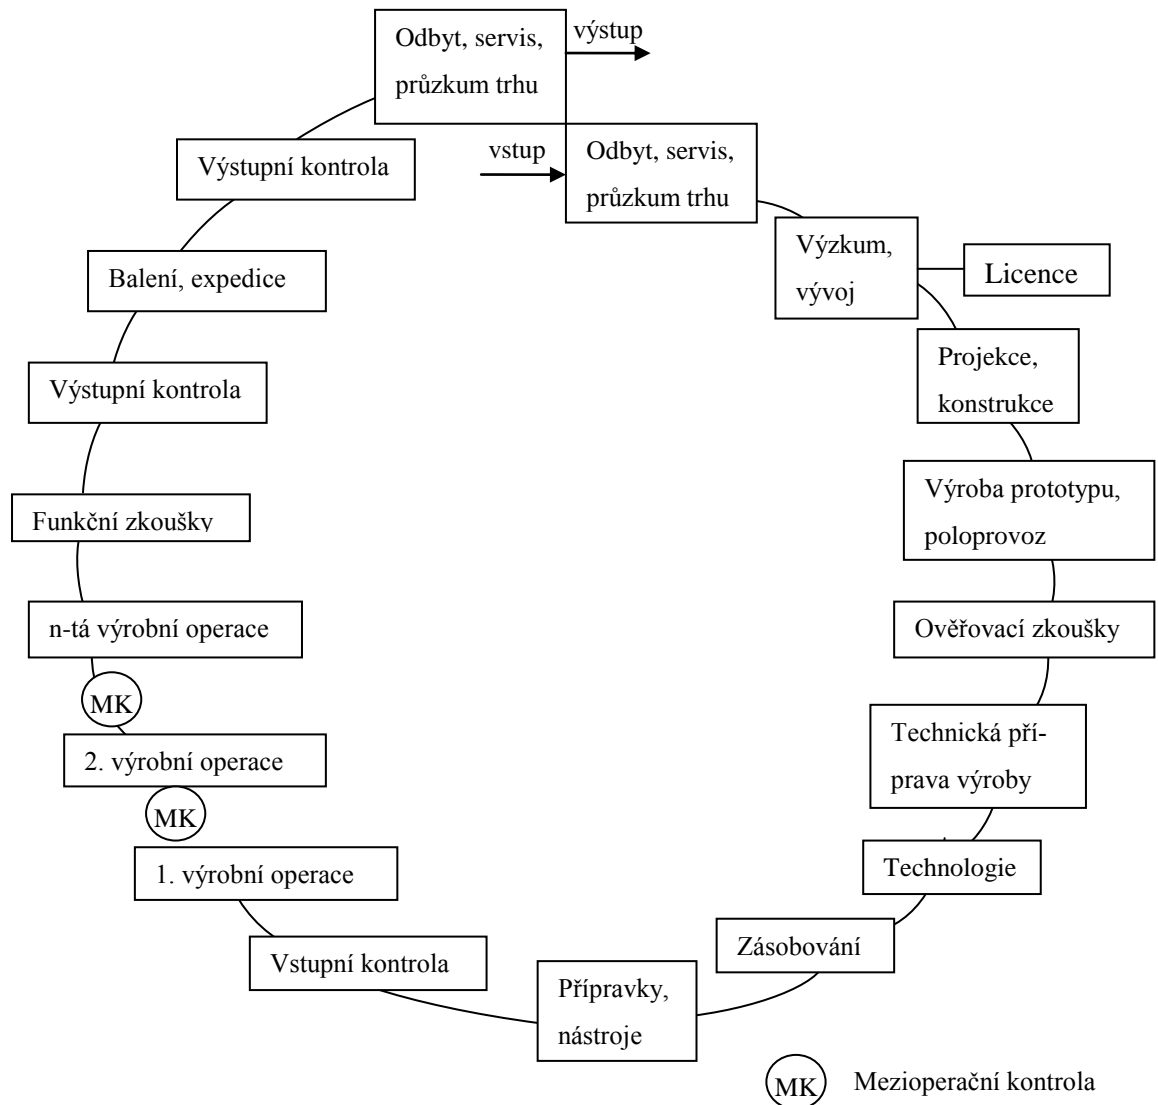 Odbyt, servis,
průzkum trhu
výstup
vstup
Odbyt, servis,
průzkum trhu
Výzkum,
vývoj
Licence
Projekce,
konstrukce
Výroba prototypu,
poloprovoz
Ověřovací zkoušky
Technická pří-
prava výroby
Technologie
Zásobování
Přípravky,
nástroje
Vstupní kontrola
1. výrobní operace
MK
2. výrobní operace
MK
n-tá výrobní operace
Funkční zkoušky
Výstupní kontrola
Balení, expedice
Výstupní kontrola
MK Mezioperační kontrola